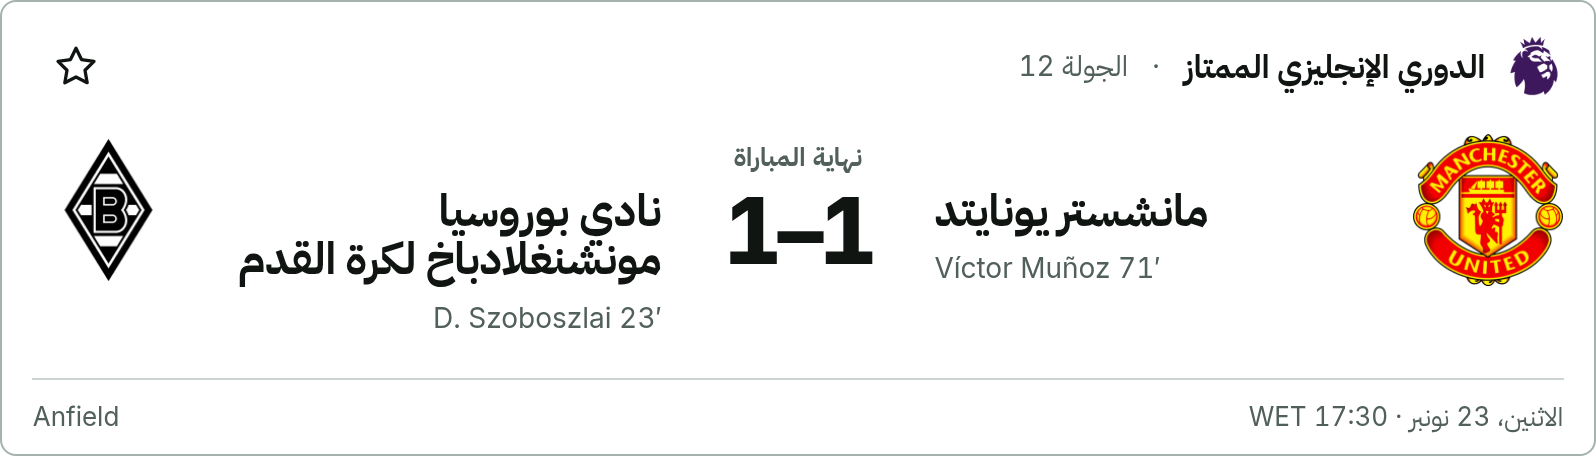 الدوري الإنجليزي الممتاز · الجولة 12
MANCHESTER
UNITED
مانشستر يونايتد
Víctor Muñoz 71′
نهاية المباراة
1–1
نادي بوروسيا
مونشنغلادباخ لكرة القدم
D. Szoboszlai 23′
B
الاثنين، 23 نونبر · 17:30 WET
Anfield